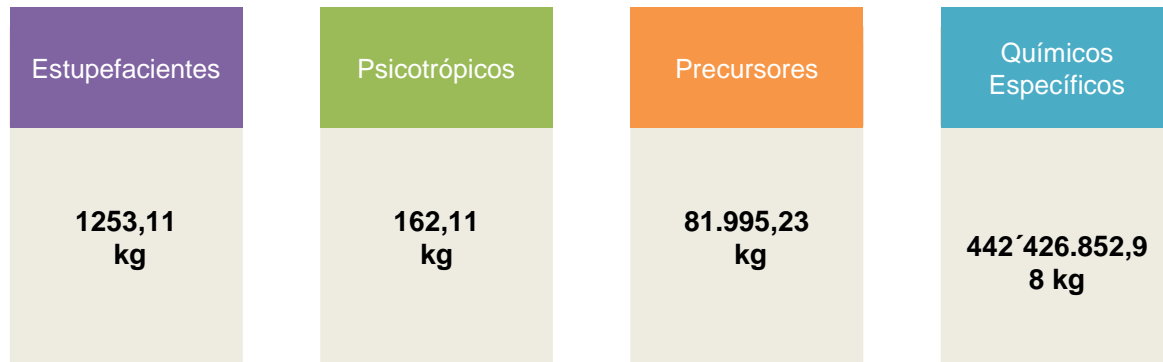 Estupefacientes
1253,11
kg
Psicotrópicos
162,11
kg
Precursores
81.995,23
kg
Químicos
Específicos
442´426.852,9
8 kg